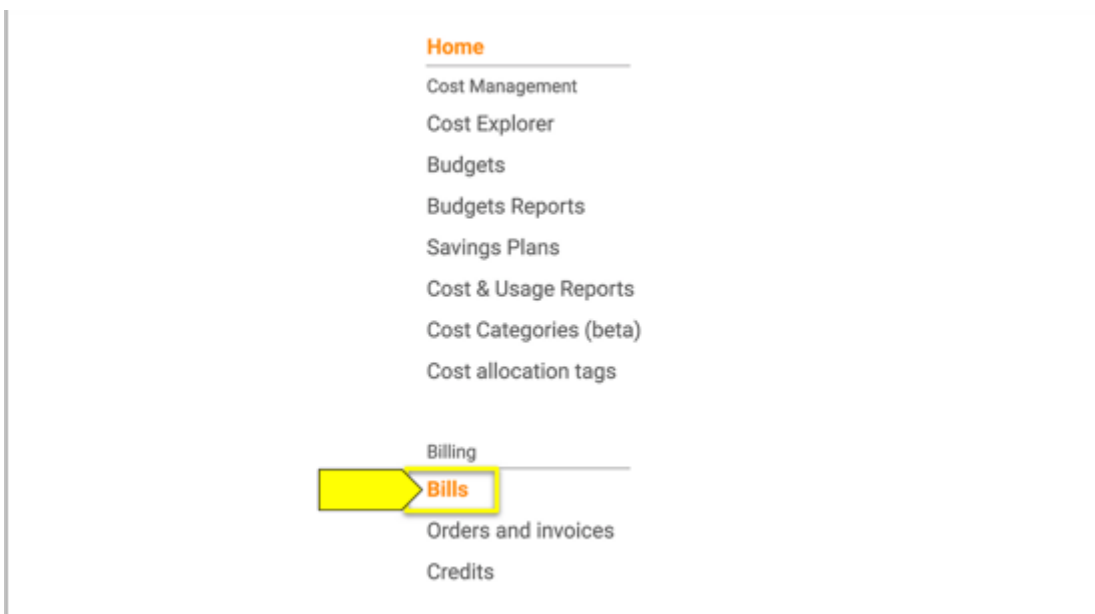 Home
Cost Management
Cost Explorer
Budgets
Budgets Reports
Savings Plans
Cost & Usage Reports
Cost Categories (beta)
Cost allocation tags
Billing
Bills
Orders and invoices
Credits